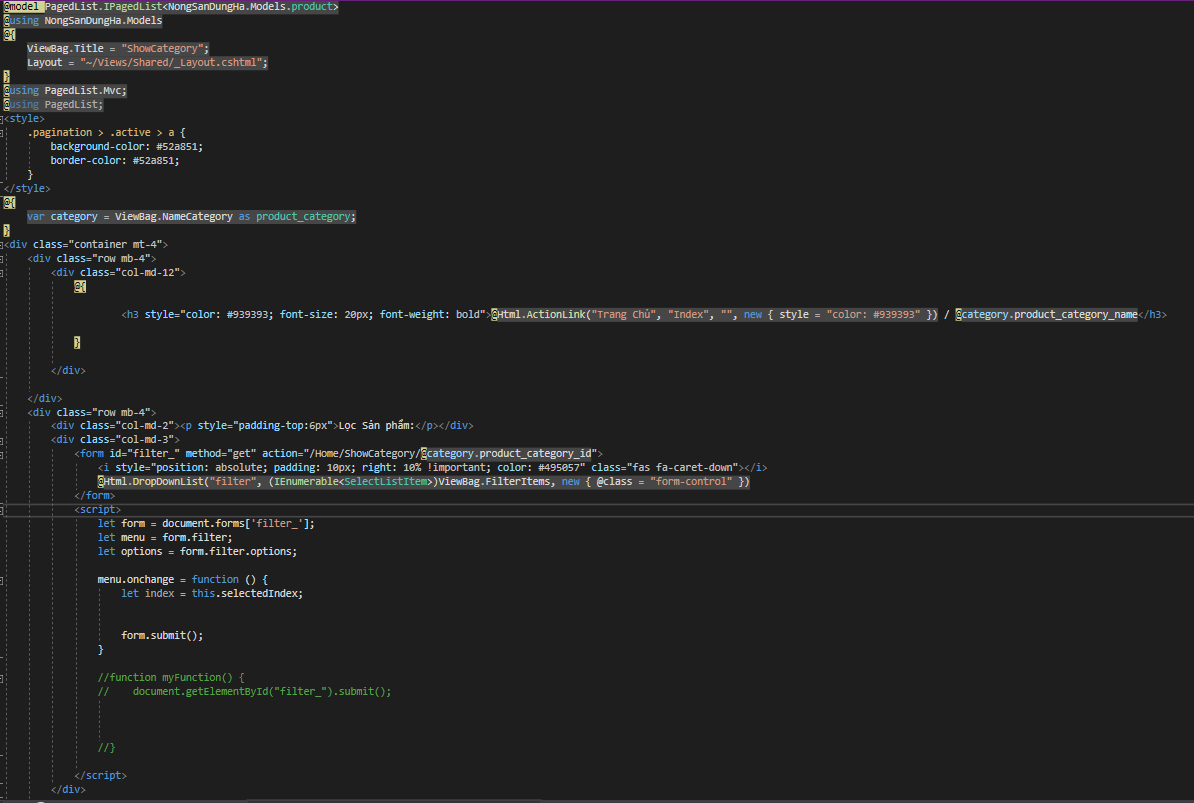 @model PagedList.IPagedList<NongSanDungHa.Models.product>
@using NongSanDungHa.Models
@{
ViewBag.Title = "ShowCategory";
Layout = "~/Views/Shared/_Layout.cshtml";
}
@using PagedList.Mvc;
@using PagedList;
<style>
.pagination > .active > a {
background-color: #52a851;
border-color: #52a851;
}
</style>
@{
var category = ViewBag.NameCategory as product_category;
}
<div class="container mt-4">
<div class="row mb-4">
<div class="col-md-12">
@{
<h3 style="color: #939393; font-size: 20px; font-weight: bold">@Html.ActionLink("Trang Chủ", "Index", "", new { style = "color: #939393" }) / @category.product_category_name</h3>
}
</div>
</div>
<div class="row mb-4">
<div class="col-md-2"><p style="padding-top:6px">Lọc Sản phẩm:</p></div>
<div class="col-md-3">
<form id="filter_" method="get" action="/Home/ShowCategory/@category.product_category_id">
<i style="position: absolute; padding: 10px; right: 10% !important; color: #495057" class="fas fa-caret-down"></i>
@Html.DropDownList("filter", (IEnumerable<SelectListItem>)ViewBag.FilterItems, new { @class = "form-control" })
</form>
<script>
let form = document.forms['filter_'];
let menu = form.filter;
let options = form.filter.options;
menu.onchange = function () {
let index = this.selectedIndex;
form.submit();
}
//function myFunction() {
// document.getElementById("filter_").submit();
//}
</script>
</div>